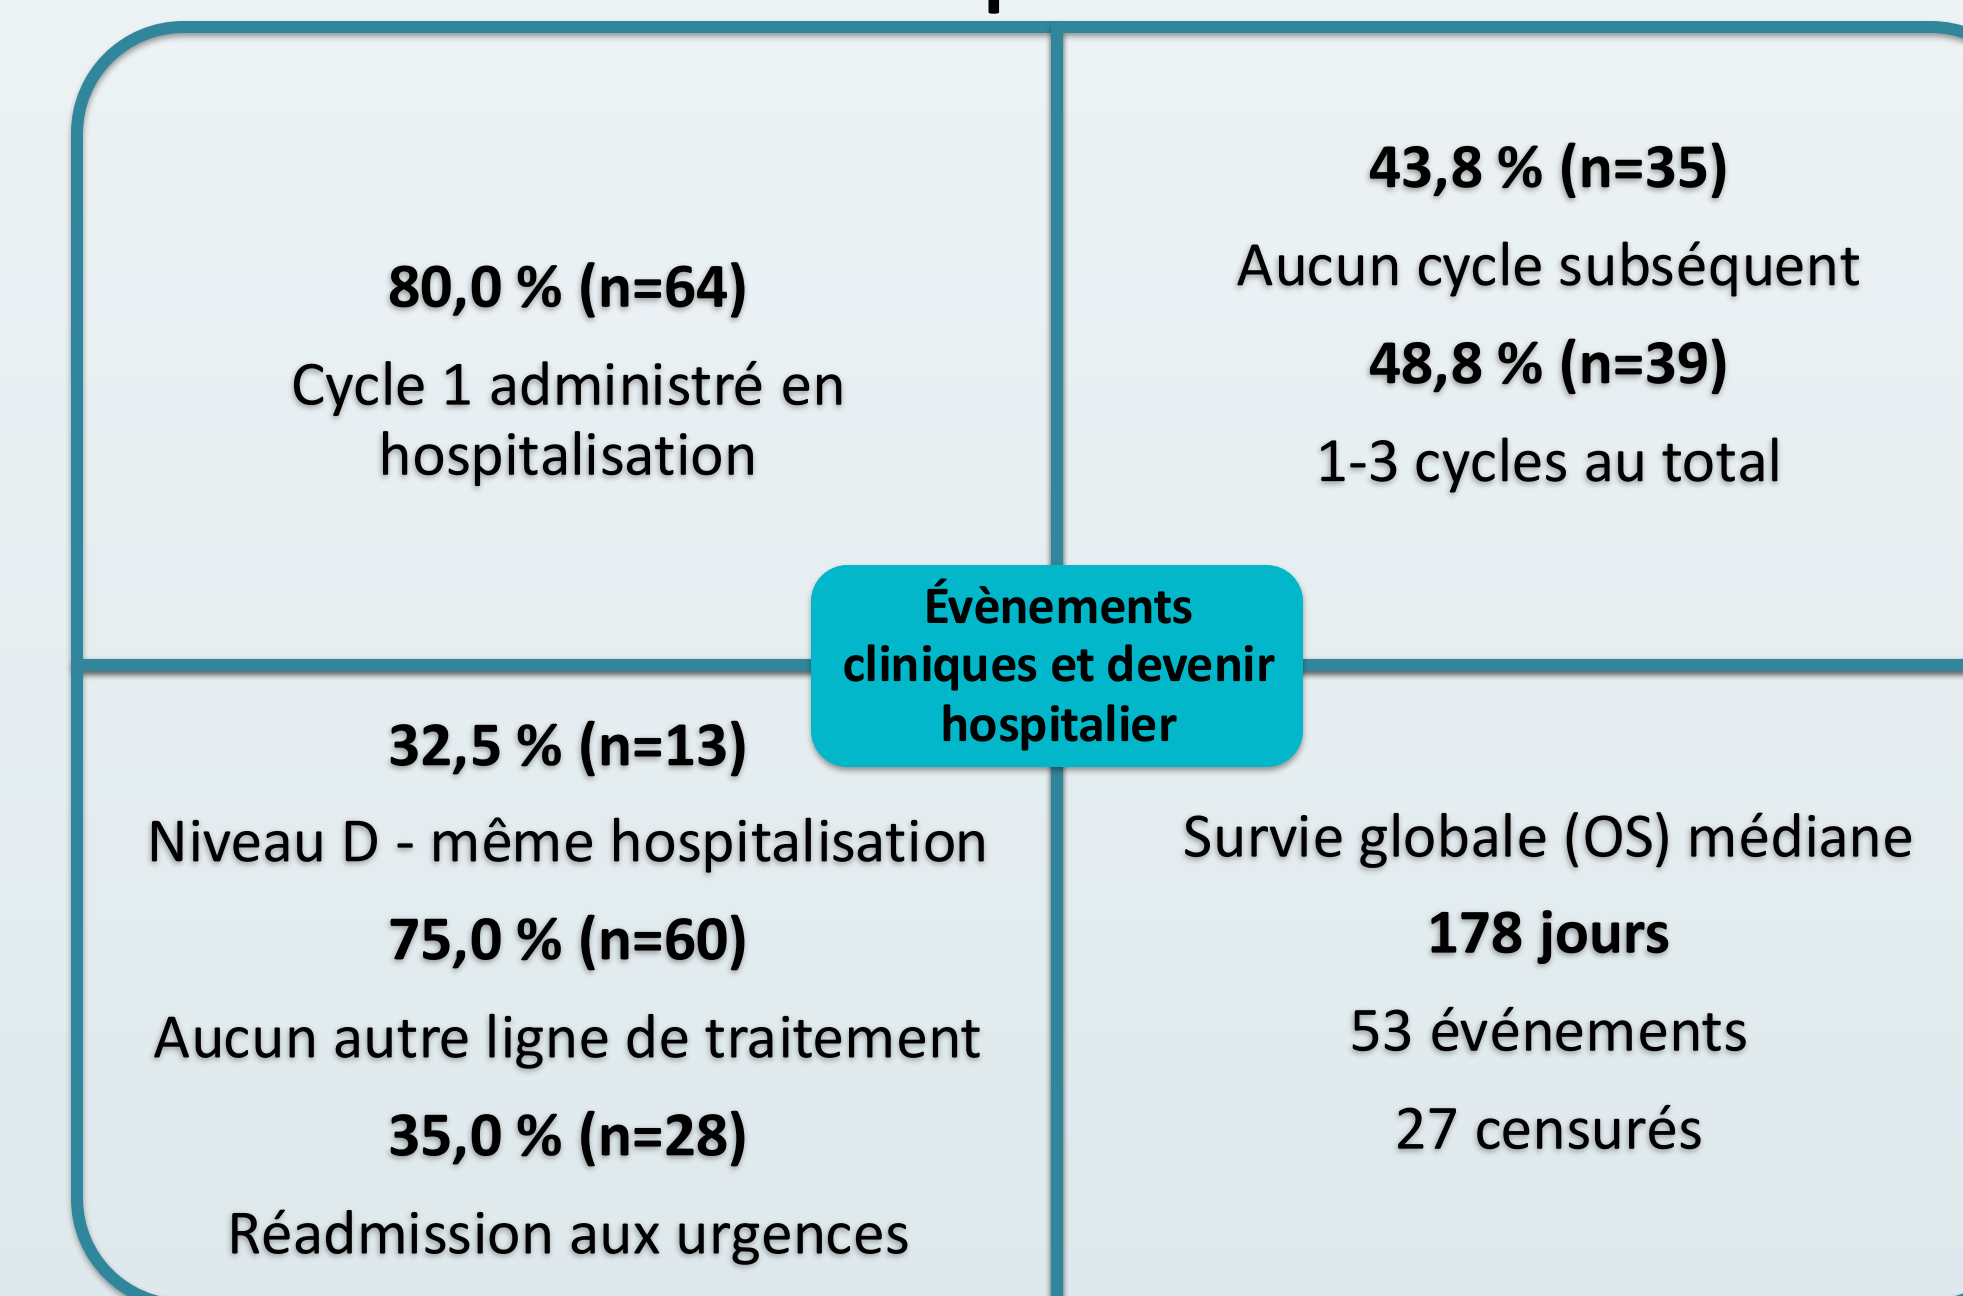 80,0 % (n=64)
Cycle 1 administré en
hospitalisation
43,8 % (n=35)
Aucun cycle subséquent
48,8 % (n=39)
1-3 cycles au total
Évènements
cliniques et devenir
hospitalier
32,5 % (n=13)
Niveau D - même hospitalisation
75,0 % (n=60)
Aucun autre ligne de traitement
35,0 % (n=28)
Réadmission aux urgences
Survie globale (OS) médiane
178 jours
53 événements
27 censurés